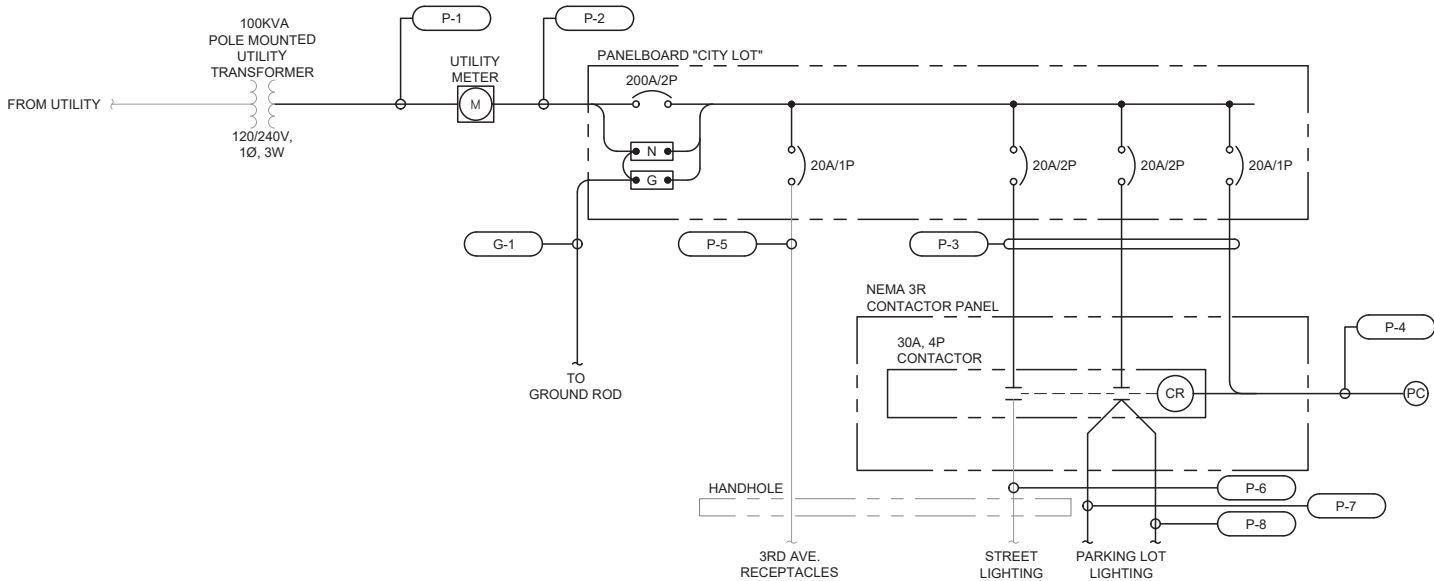 100KVA
POLE MOUNTED
UTILITY
TRANSFORMER
P-1
P-2
UTILITY
METER
PANELBOARD "CITY LOT"
200A/2P
FROM UTILITY
M
120/240V,
1Ø, 3W
N
G
20A/1P
20A/2P
20A/2P
20A/1P
G-1
P-5
P-3
NEMA 3R
CONTACTOR PANEL
P-4
30A, 4P
CONTACTOR
TO
GROUND ROD
CR
PC
HANDHOLE
P-6
P-7
P-8
3RD AVE.
RECEPTACLES
STREET
LIGHTING
PARKING LOT
LIGHTING